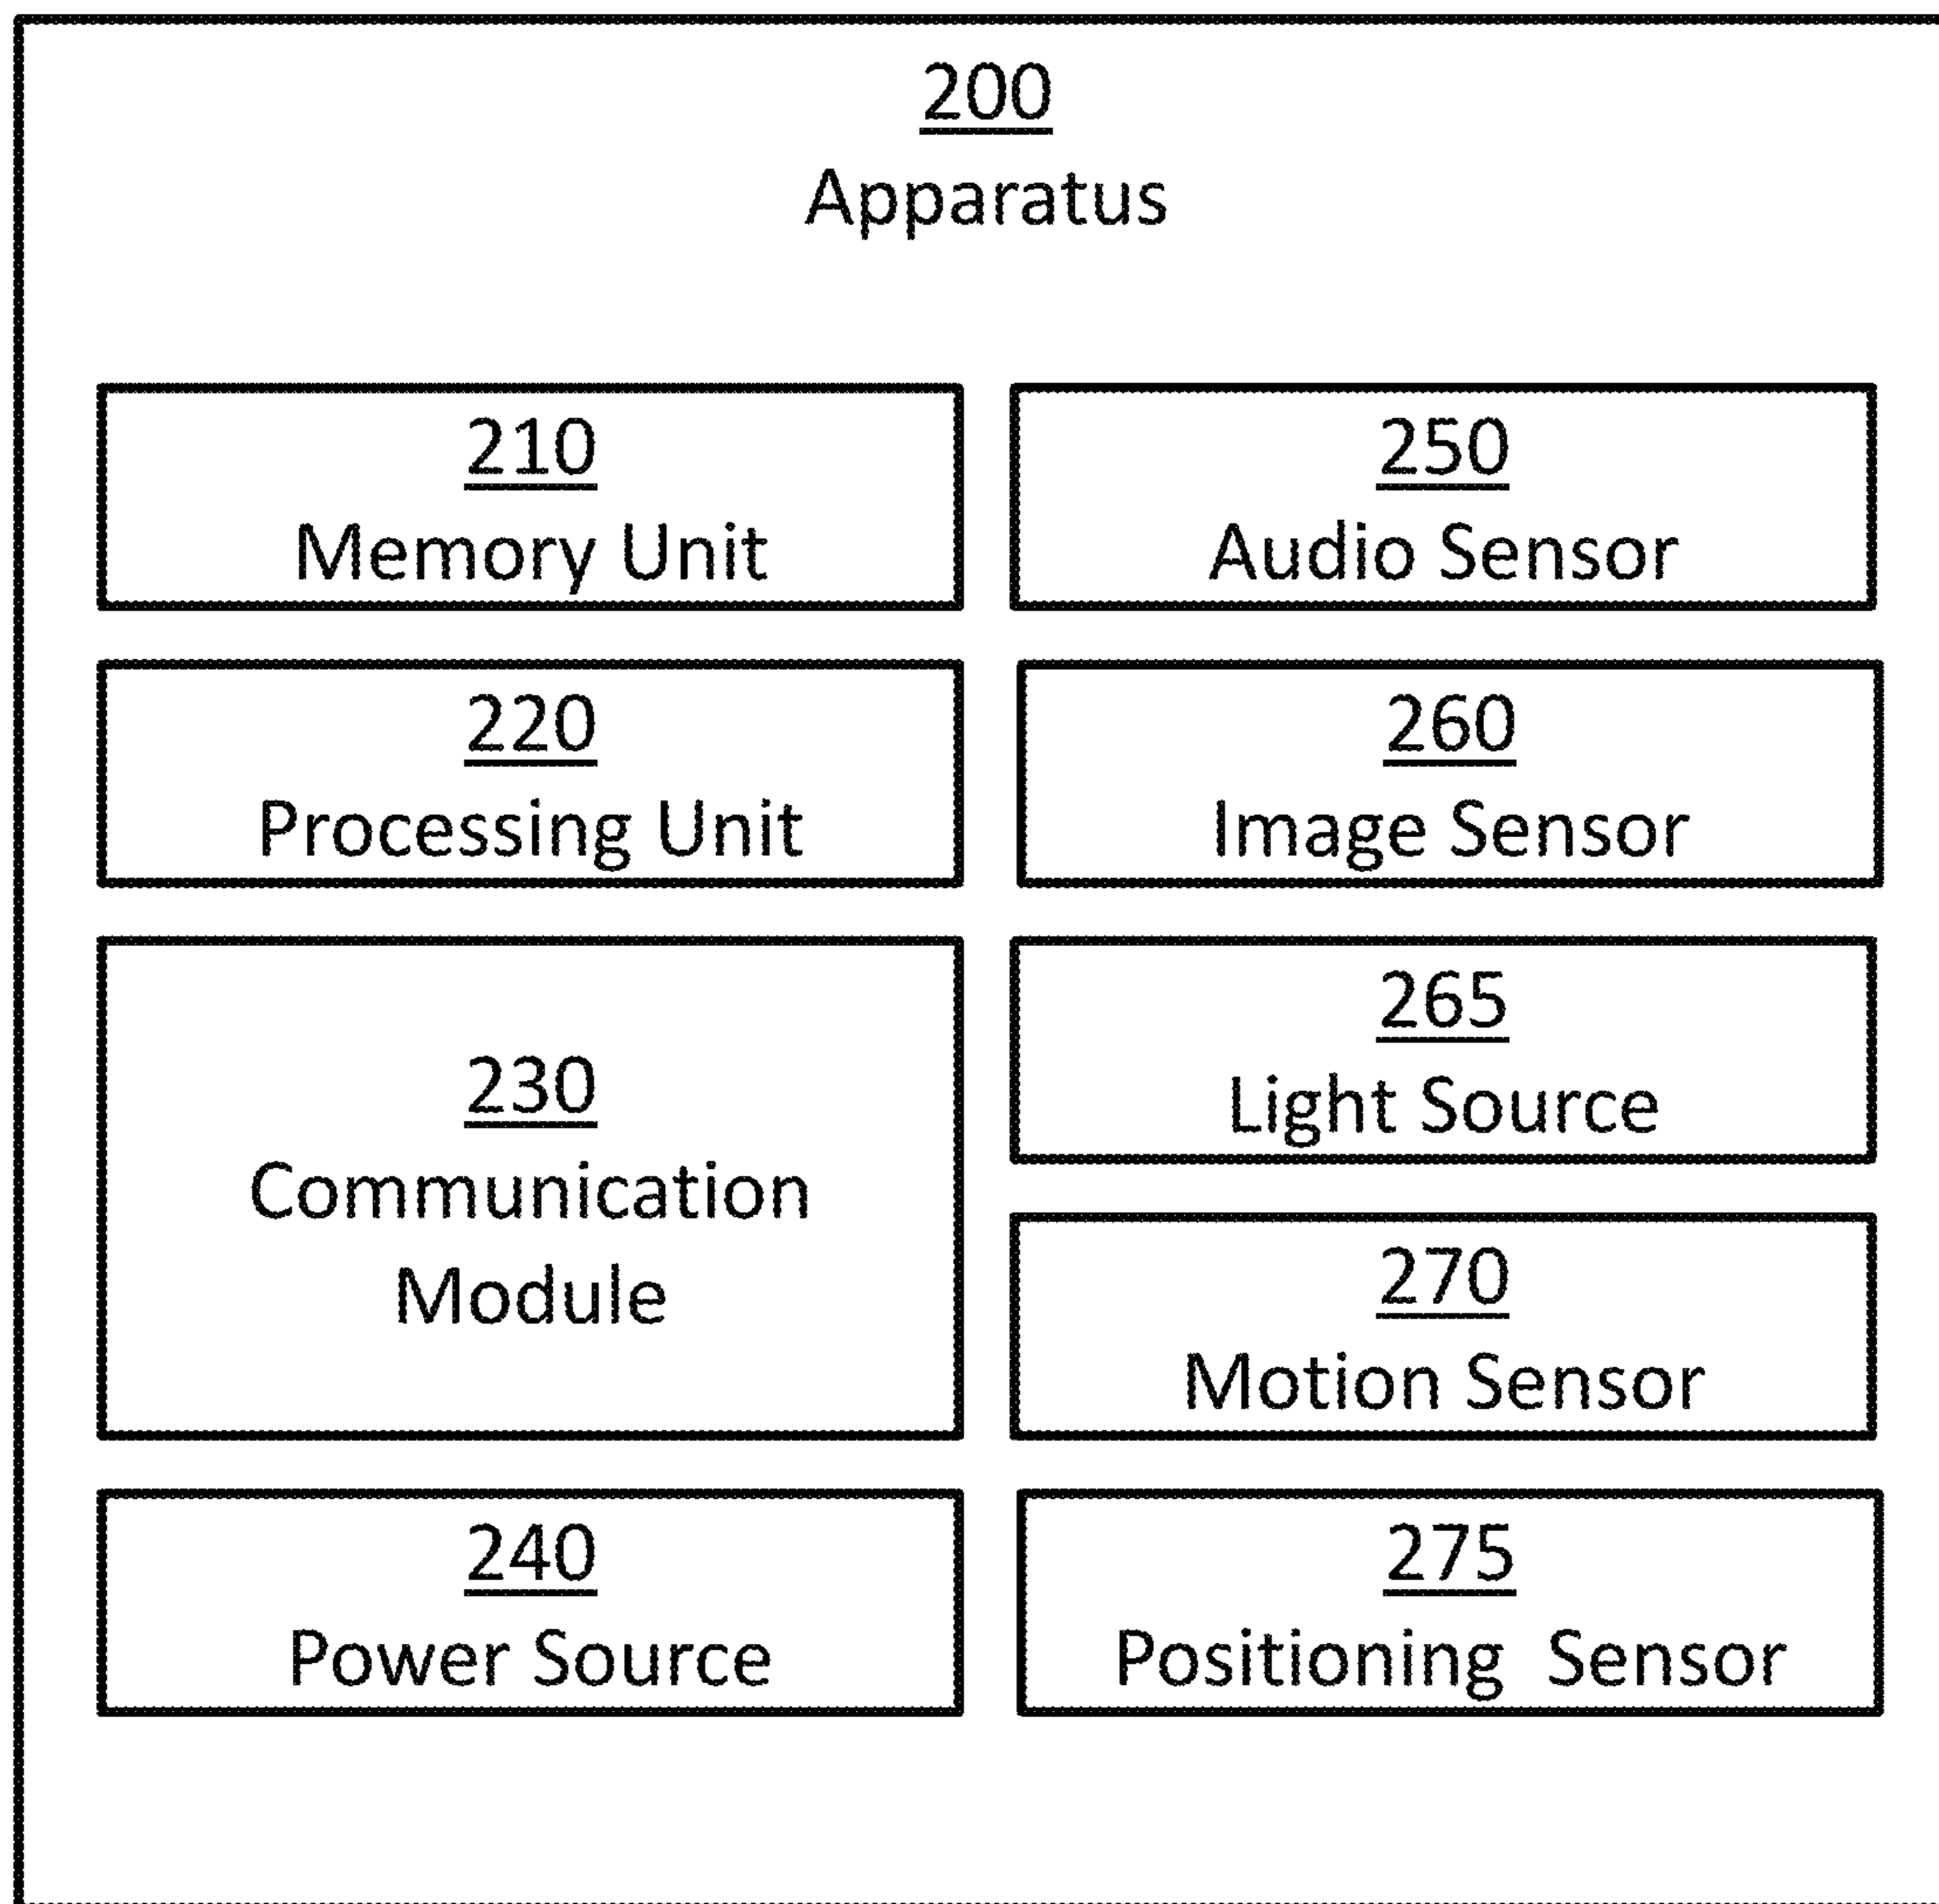 200
Apparatus
210
Memory Unit
250
Audio Sensor
220
Processing Unit
260
Image Sensor
230
Communication
Module
265
Light Source
270
Motion Sensor
240
Power Source
275
Positioning Sensor